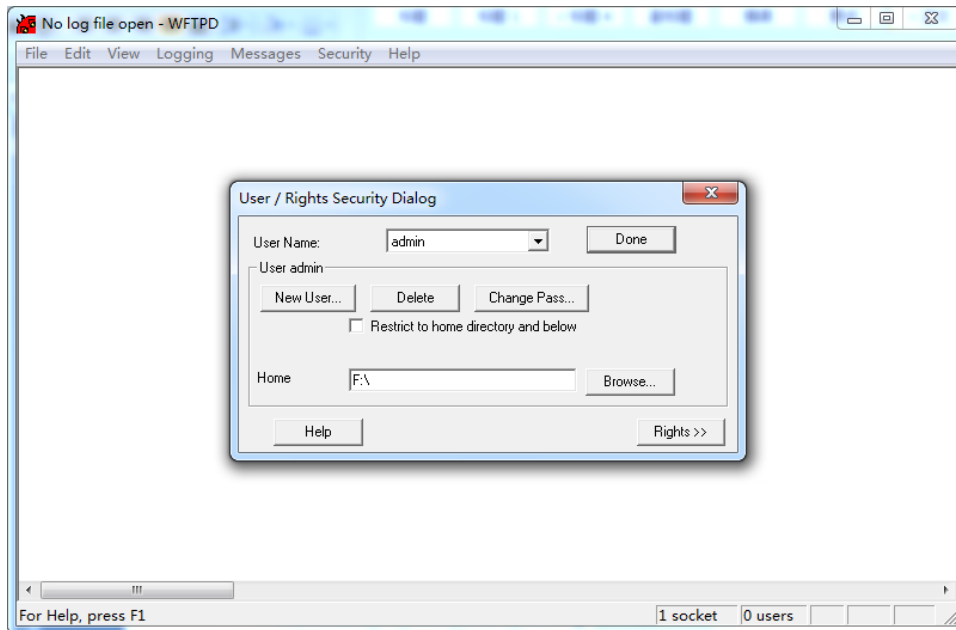 No log file open - WFTPD
File Edit View Logging Messages Security Help
User / Rights Security Dialog
User Name: admin Done
User admin
New User... Delete Change Pass...
Restrict to home directory and below
Home F:\ Browse...
Help Rights >>
For Help, press F1 1 socket 0 users